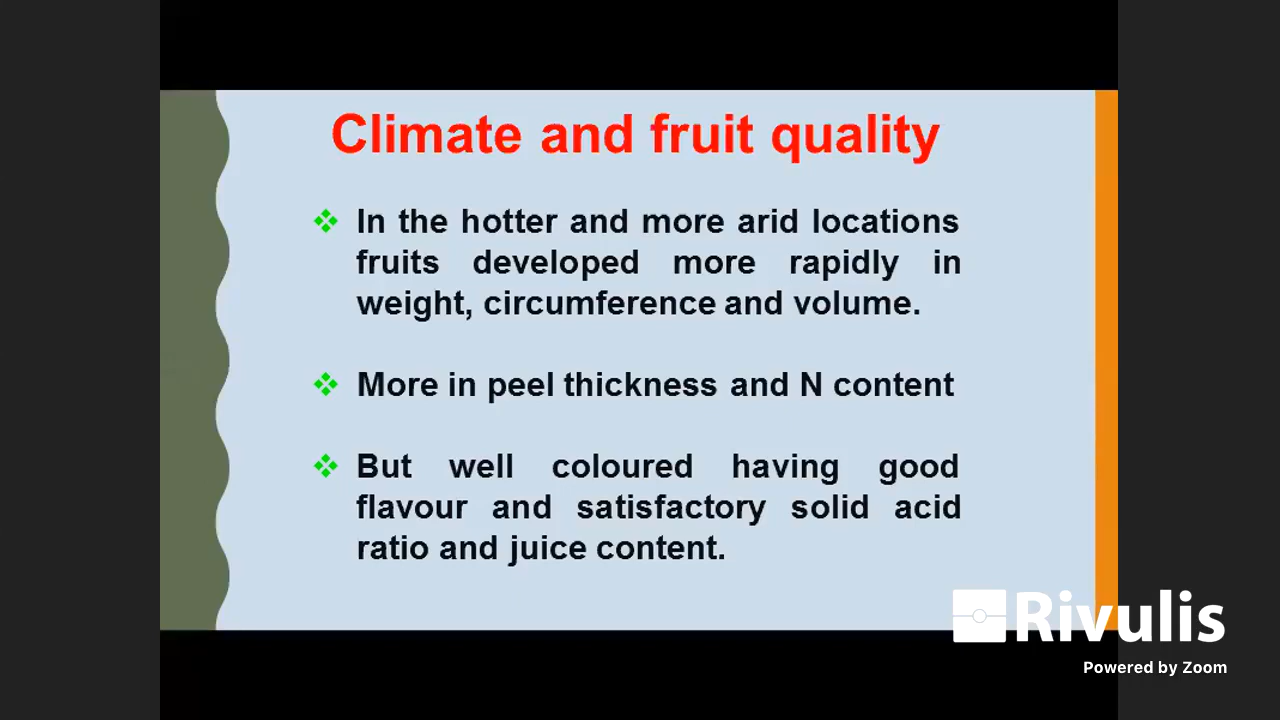 Climate and fruit quality
In the hotter and more arid locations
fruits developed more rapidly in
weight, circumference and volume.
More in peel thickness and N content
But well coloured having good
flavour and satisfactory solid acid
ratio and juice content.
Rivulis
Powered by Zoom